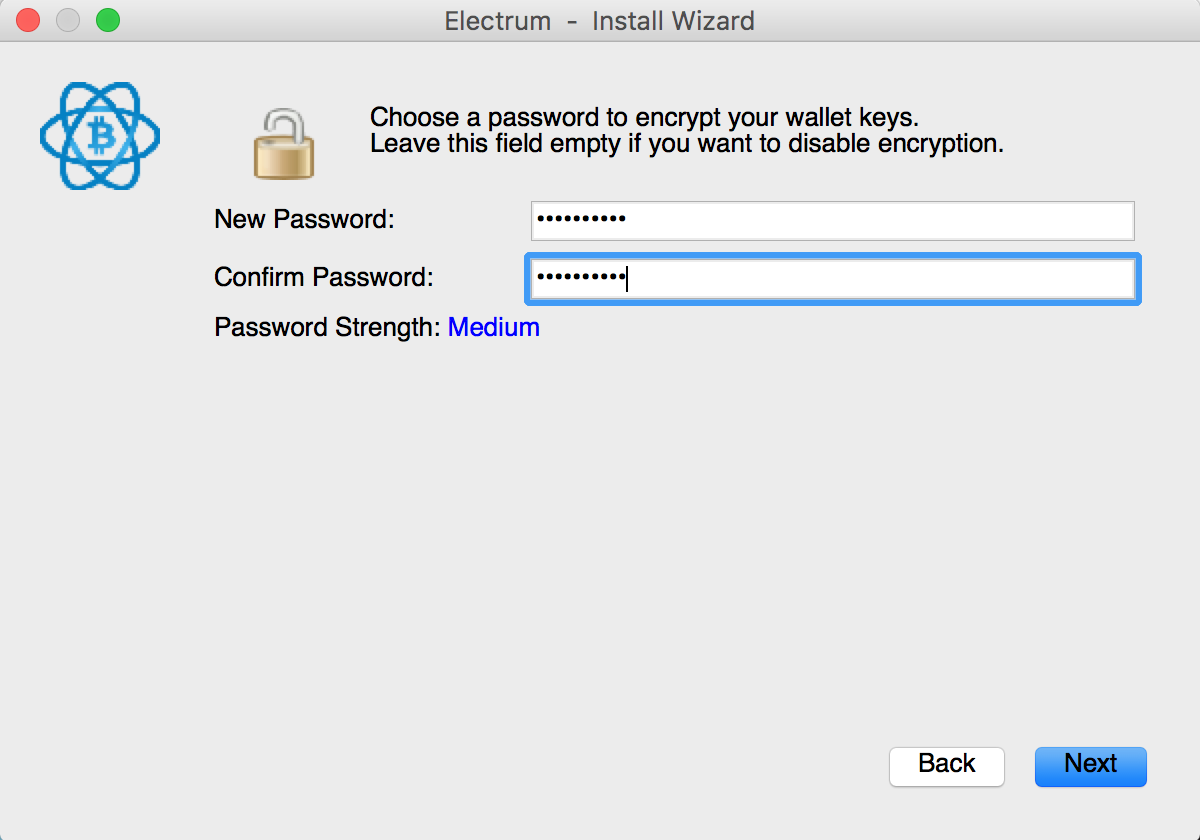 Electrum - Install Wizard
Choose a password to encrypt your wallet keys.
Leave this field empty if you want to disable encryption.
New Password: ••••••••••
Confirm Password: ••••••••••
Password Strength: Medium
Back Next